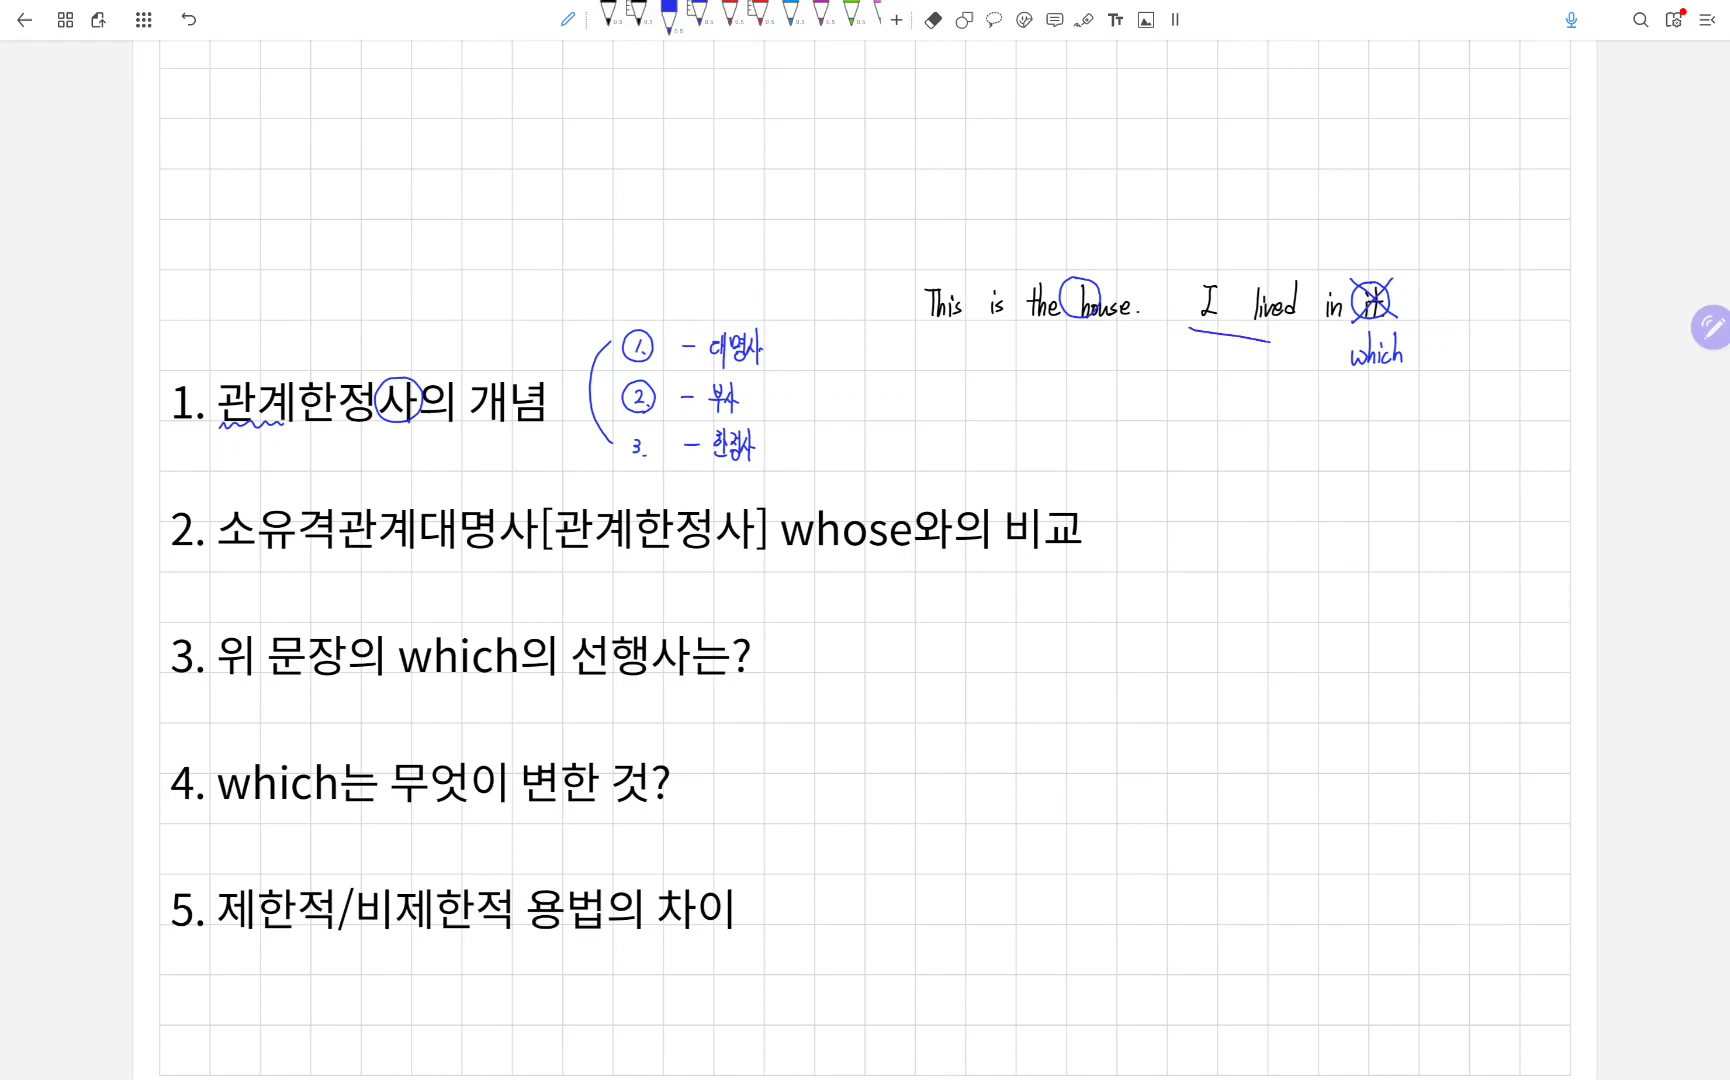 This is the house. I lived in it
which
1. - 대명사
1. 관계한정사의 개념
2. - 부사
3. - 한정사
2. 소유격관계대명사[관계한정사] whose와의 비교
3. 위 문장의 which의 선행사는?
4. which는 무엇이 변한 것?
5. 제한적/비제한적 용법의 차이